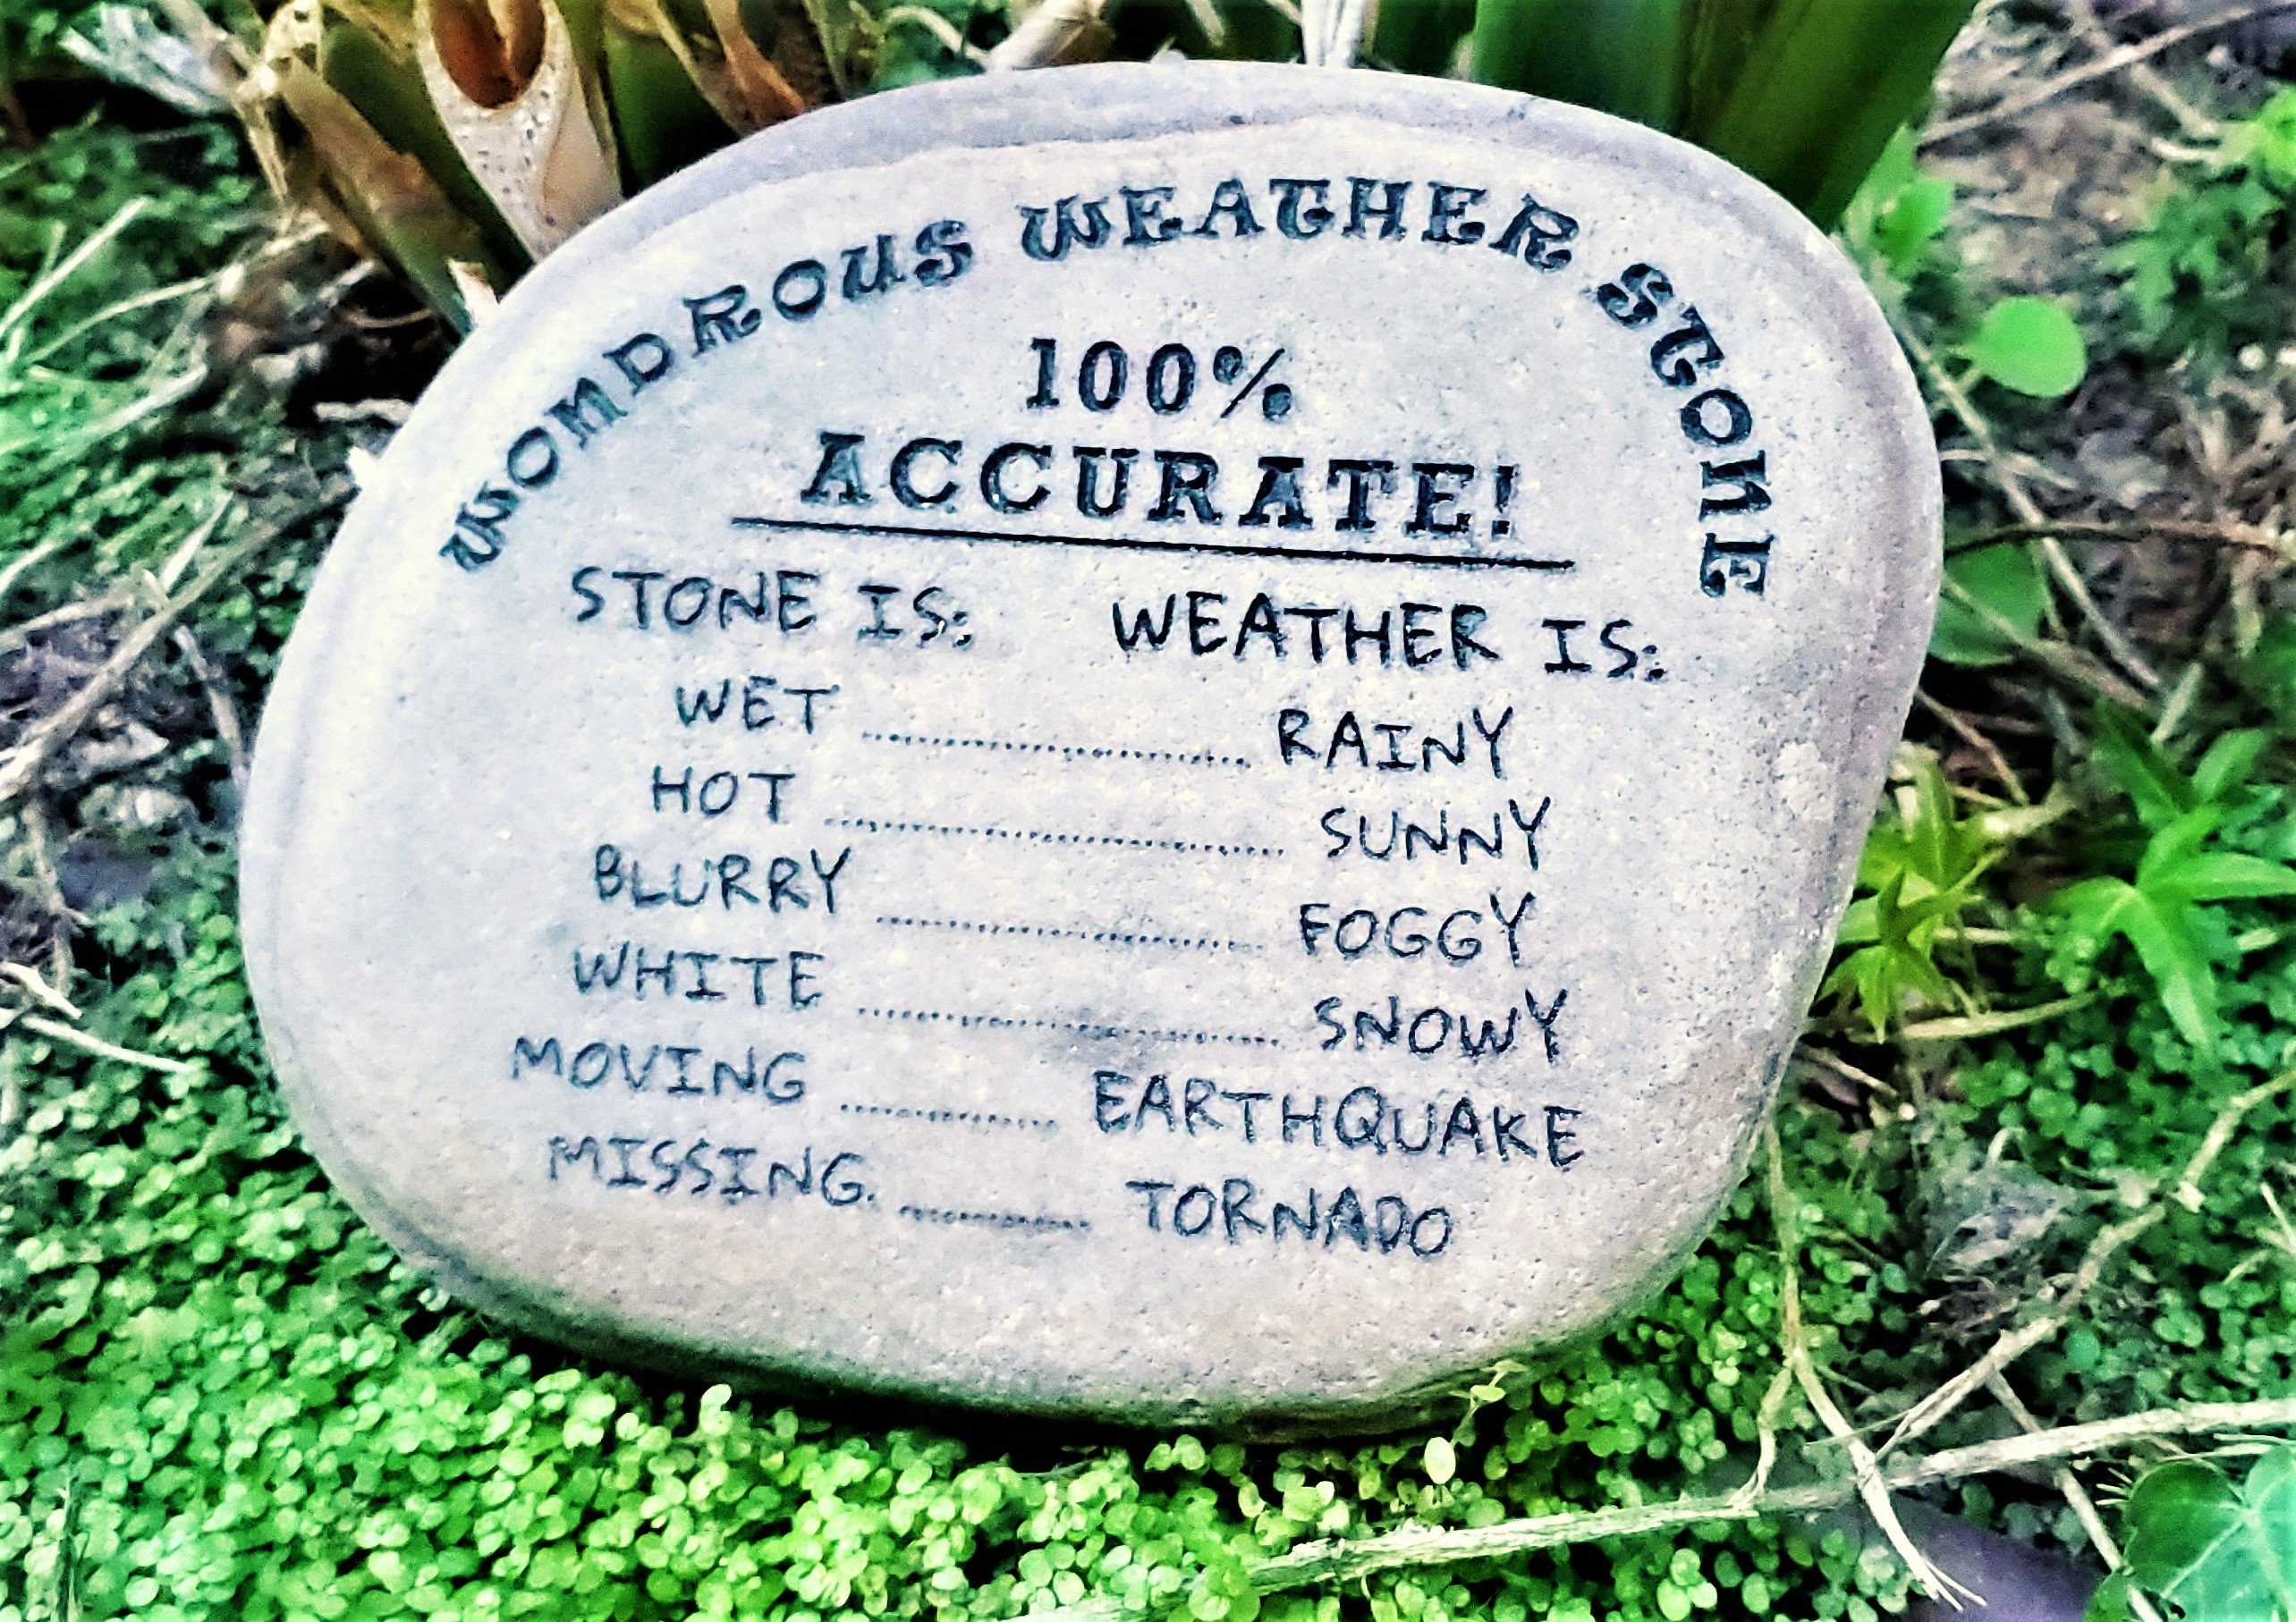 WONDROUS WEATHER STONE
100%
ACCURATE!
STONE IS: WEATHER IS:
WET .......... RAINY
HOT .......... SUNNY
BLURRY .......... FOGGY
WHITE .......... SNOWY
MOVING .......... EARTHQUAKE
MISSING. .......... TORNADO